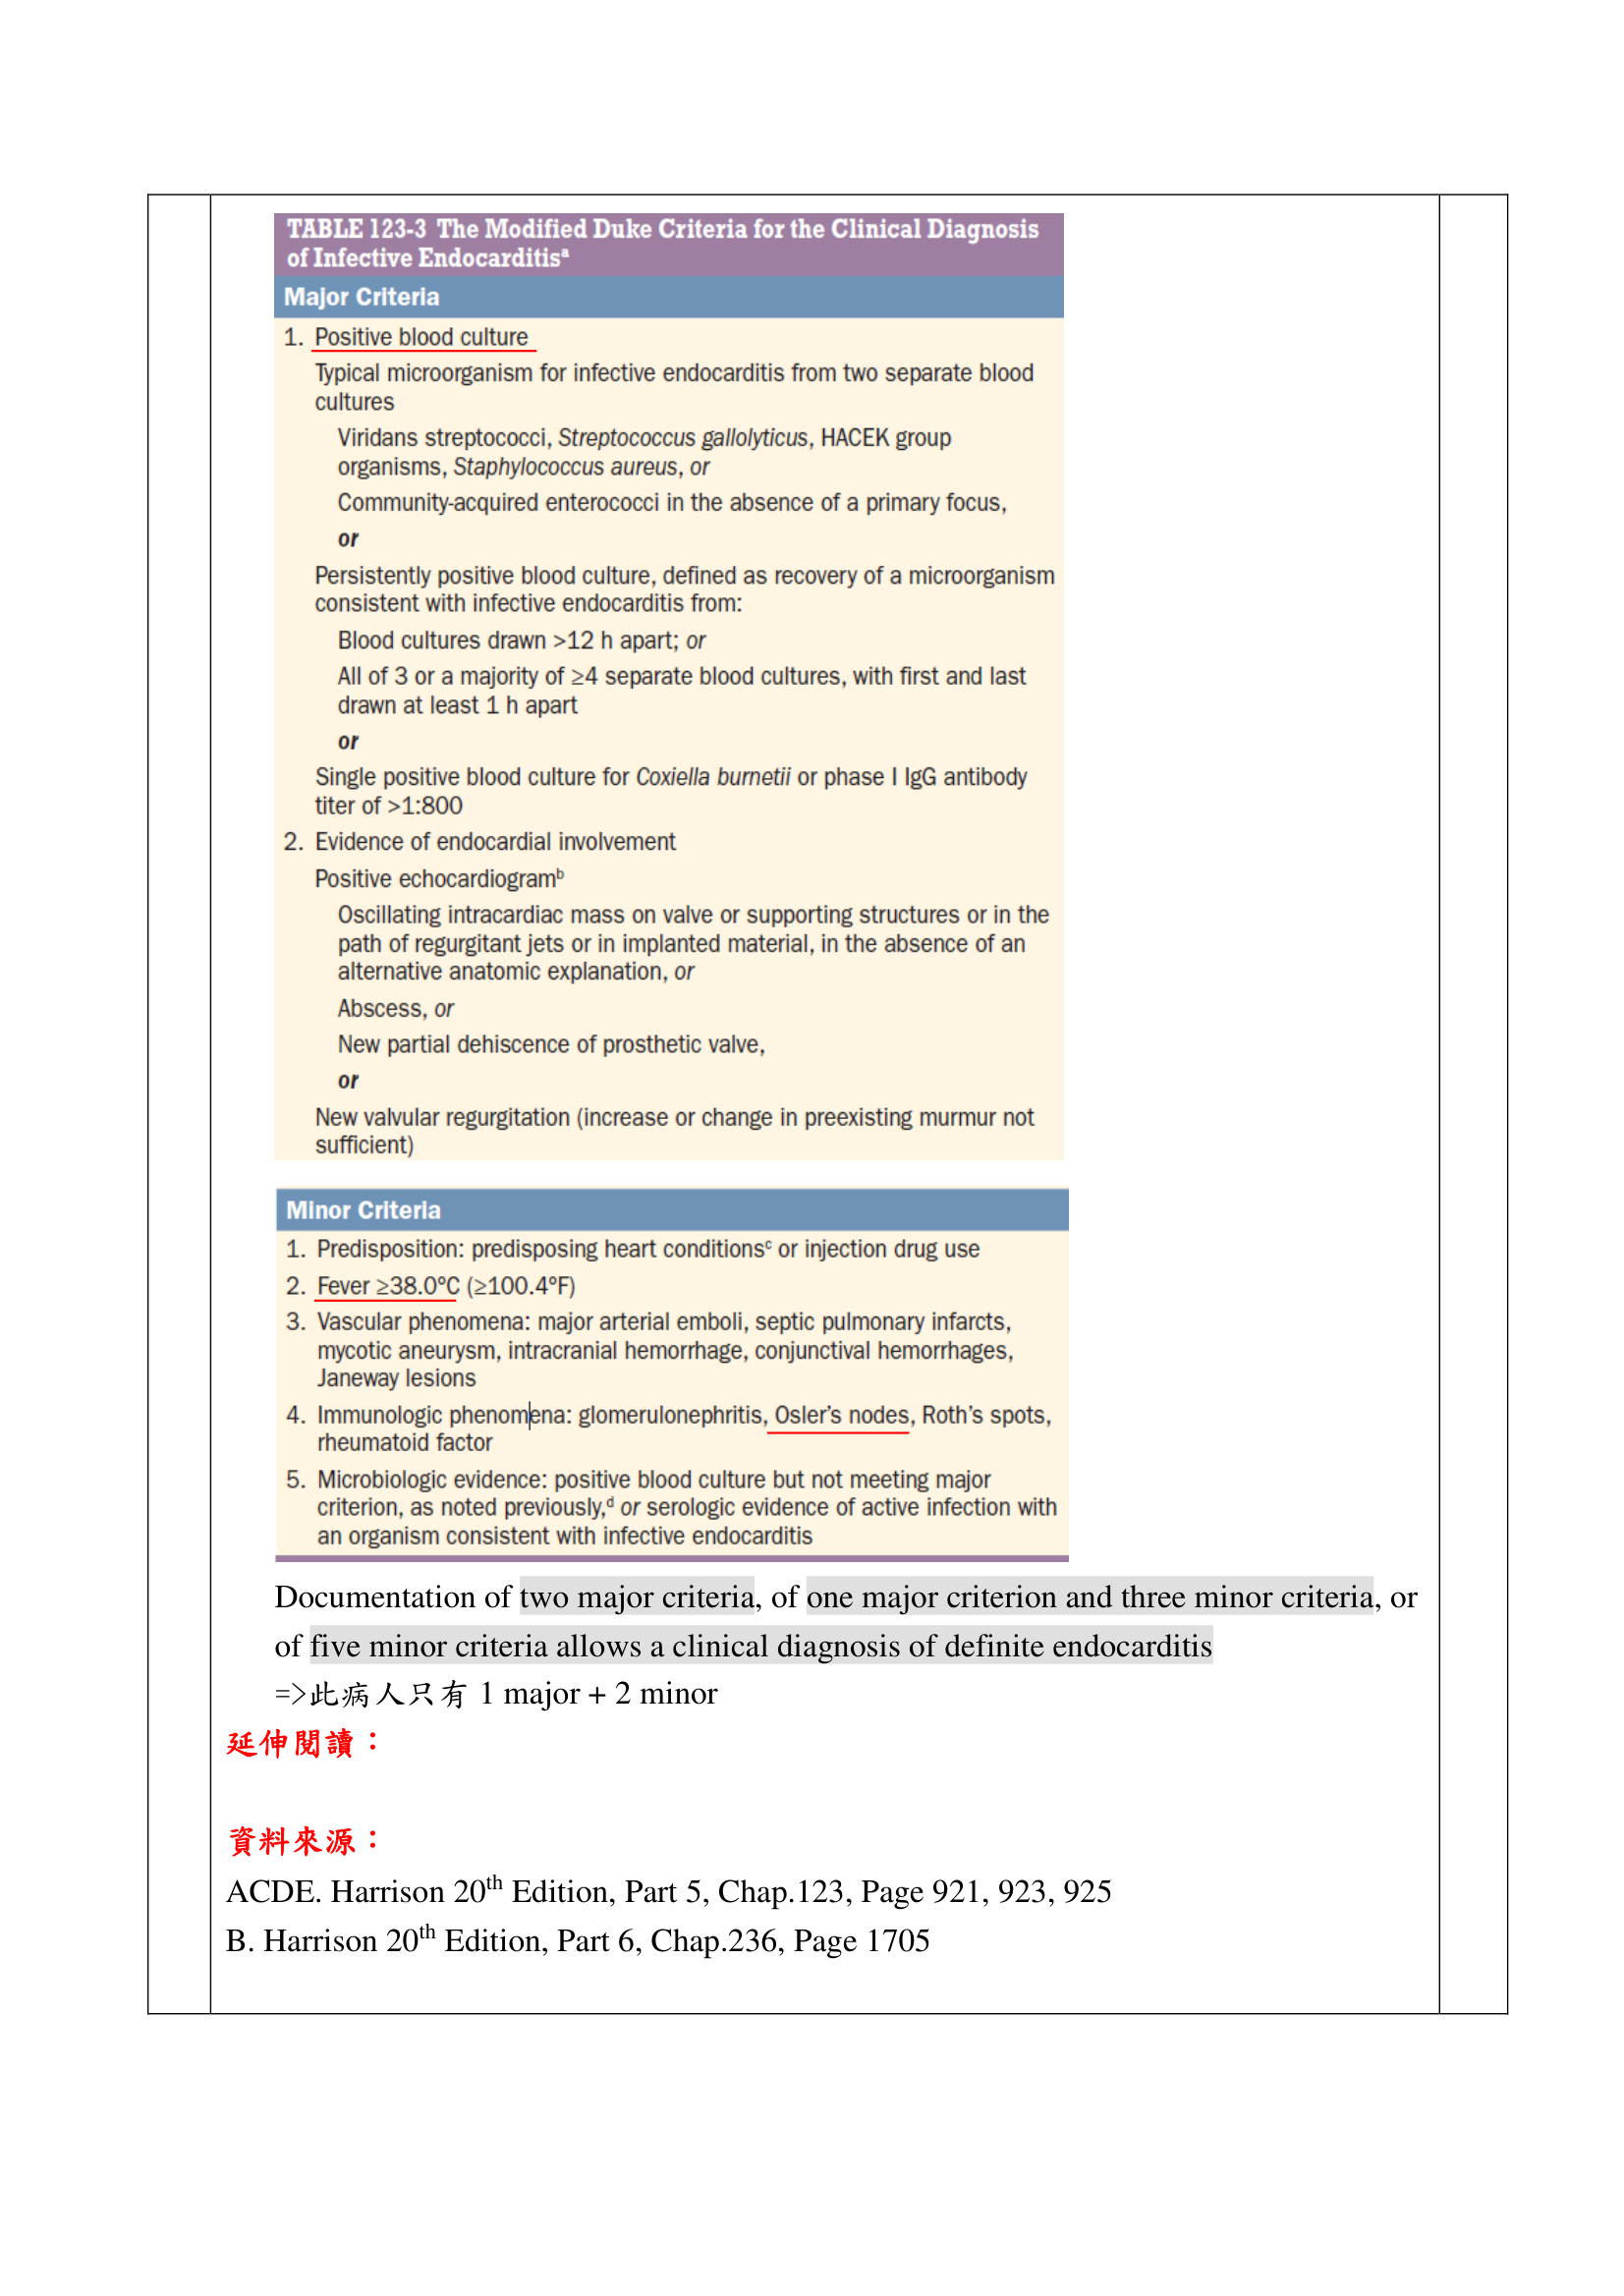 TABLE 123-3 The Modified Duke Criteria for the Clinical Diagnosis
of Infective Endocarditisª
Major Criteria
1. Positive blood culture
Typical microorganism for infective endocarditis from two separate blood
cultures
Viridans streptococci, Streptococcus gallolyticus, HACEK group
organisms, Staphylococcus aureus, or
Community-acquired enterococci in the absence of a primary focus,
or
Persistently positive blood culture, defined as recovery of a microorganism
consistent with infective endocarditis from:
Blood cultures drawn >12 h apart; or
All of 3 or a majority of ≥4 separate blood cultures, with first and last
drawn at least 1 h apart
or
Single positive blood culture for Coxiella burnetii or phase I IgG antibody
titer of >1:800
2. Evidence of endocardial involvement
Positive echocardiogramᵇ
Oscillating intracardiac mass on valve or supporting structures or in the
path of regurgitant jets or in implanted material, in the absence of an
alternative anatomic explanation, or
Abscess, or
New partial dehiscence of prosthetic valve,
or
New valvular regurgitation (increase or change in preexisting murmur not
sufficient)
Minor Criteria
1. Predisposition: predisposing heart conditionsᶜ or injection drug use
2. Fever ≥38.0ºC (≥100.4ºF)
3. Vascular phenomena: major arterial emboli, septic pulmonary infarcts,
mycotic aneurysm, intracranial hemorrhage, conjunctival hemorrhages,
Janeway lesions
4. Immunologic phenomena: glomerulonephritis, Osler’s nodes, Roth’s spots,
rheumatoid factor
5. Microbiologic evidence: positive blood culture but not meeting major
criterion, as noted previously,ᵈ or serologic evidence of active infection with
an organism consistent with infective endocarditis
Documentation of two major criteria, of one major criterion and three minor criteria, or
of five minor criteria allows a clinical diagnosis of definite endocarditis
=>此病人只有 1 major + 2 minor
延伸閱讀：
資料來源：
ACDE. Harrison 20th Edition, Part 5, Chap.123, Page 921, 923, 925
B. Harrison 20th Edition, Part 6, Chap.236, Page 1705